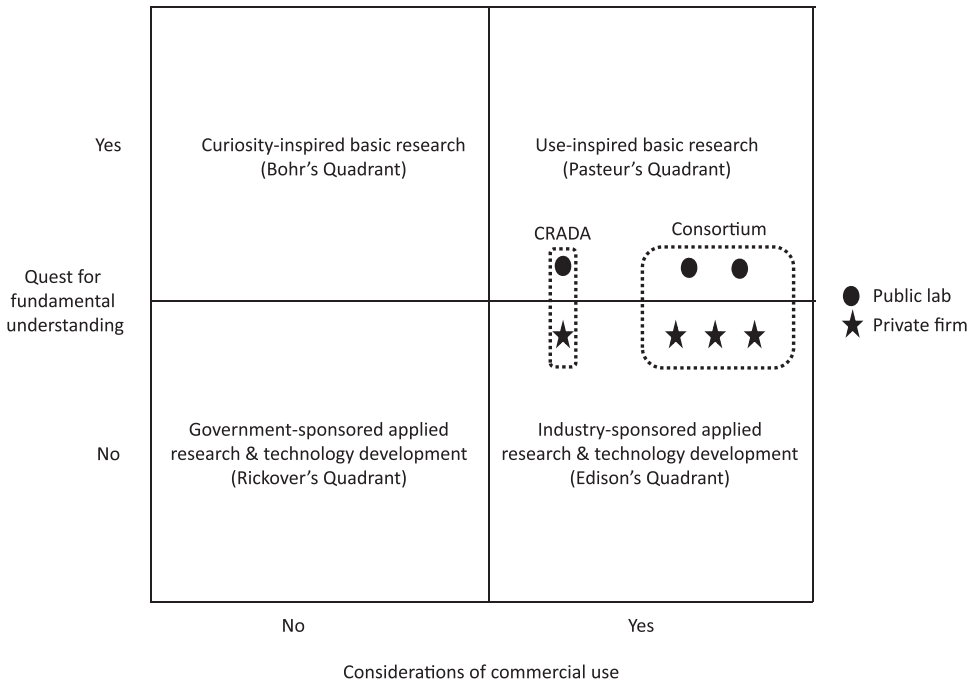 Yes
Curiosity-inspired basic research
(Bohr’s Quadrant)
Use-inspired basic research
(Pasteur’s Quadrant)
CRADA
Consortium
Quest for
fundamental
understanding
Public lab
Private firm
No
Government-sponsored applied
research & technology development
(Rickover’s Quadrant)
Industry-sponsored applied
research & technology development
(Edison’s Quadrant)
No
Yes
Considerations of commercial use